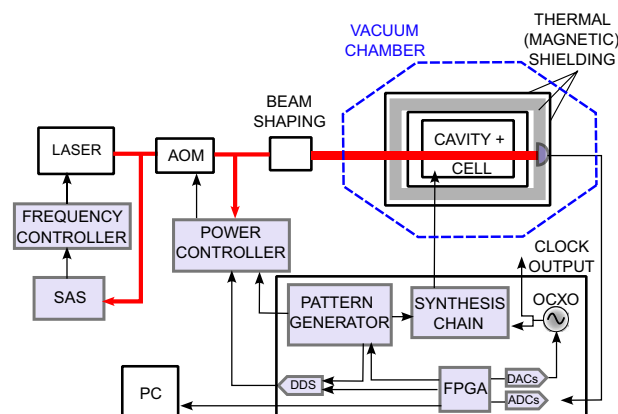 THERMAL
(MAGNETIC)
SHIELDING
VACUUM
CHAMBER
BEAM
SHAPING
LASER
AOM
CAVITY +
CELL
FREQUENCY
CONTROLLER
POWER
CONTROLLER
SAS
CLOCK
OUTPUT
PATTERN
GENERATOR
SYNTHESIS
CHAIN
OCXO
DDS
FPGA
DACs
ADCs
PC